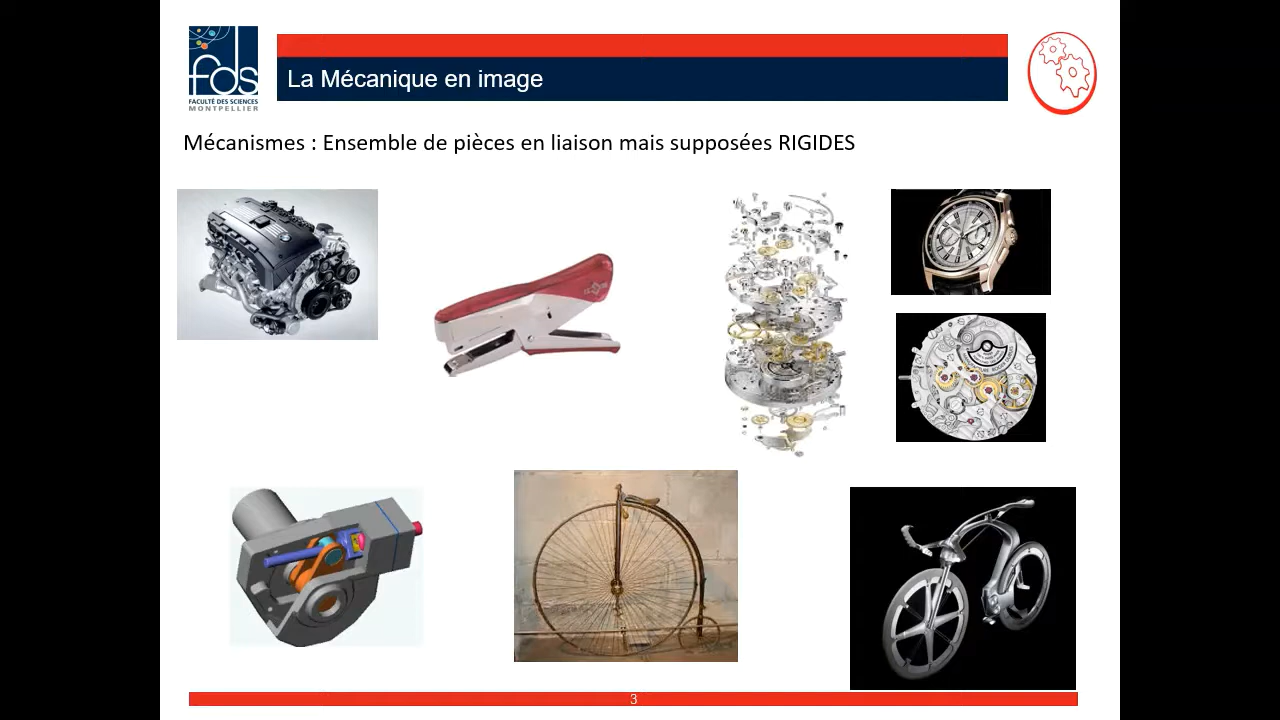 fds
FACULTÉ DES SCIENCES
MONTPELLIER
La Mécanique en image
Mécanismes : Ensemble de pièces en liaison mais supposées RIGIDES
3